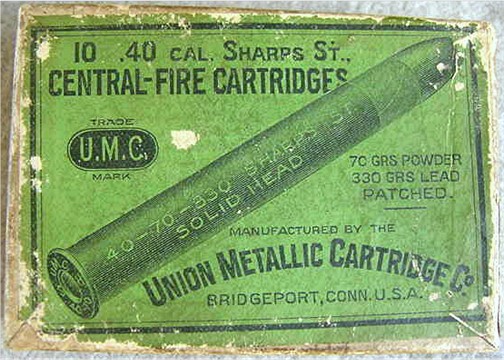 10 .40 CAL. SHARPS ST.,
CENTRAL-FIRE CARTRIDGES
TRADE
U.M.C.
MARK
40-70-330 SHARPS ST.
SOLID HEAD
70 GRS POWDER
330 GRS LEAD
PATCHED.
MANUFACTURED BY THE
UNION METALLIC CARTRIDGE Co
BRIDGEPORT, CONN. U.S.A.